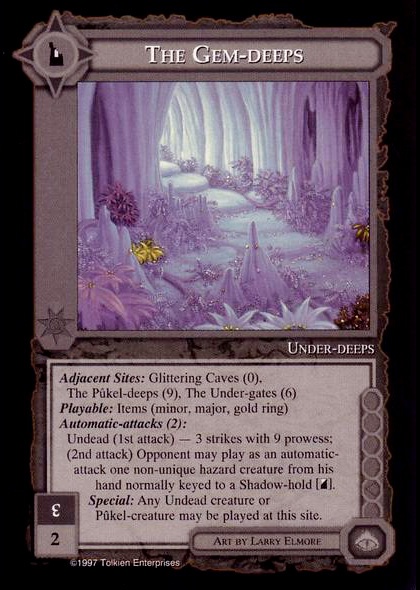 THE GEM-DEEPS
UNDER-DEEPS
Adjacent Sites: Glittering Caves (0),
The Pûkel-deeps (9), The Under-gates (6)
Playable: Items (minor, major, gold ring)
Automatic-attacks (2):
Undead (1st attack) — 3 strikes with 9 prowess;
(2nd attack) Opponent may play as an automatic-
attack one non-unique hazard creature from his
hand normally keyed to a Shadow-hold [].
Special: Any Undead creature or
Pûkel-creature may be played at this site.
ε
2
ART BY LARRY ELMORE
©1997 Tolkien Enterprises